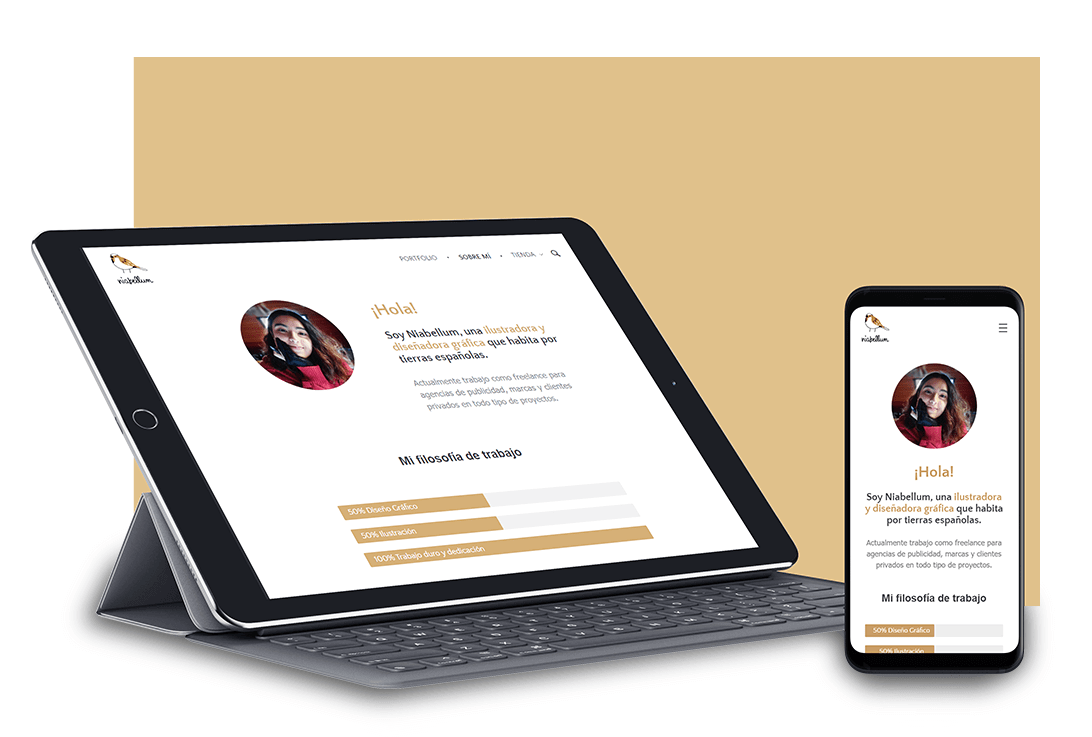 niabellum
PORTFOLIO • SOBRE MÍ • TIENDA
¡Hola!
Soy Niabellum, una ilustradora y
diseñadora gráfica que habita por
tierras españolas.
Actualmente trabajo como freelance para
agencias de publicidad, marcas y clientes
privados en todo tipo de proyectos.
Mi filosofía de trabajo
50% Diseño Gráfico
50% Ilustración
100% Trabajo duro y dedicación
niabellum
¡Hola!
Soy Niabellum, una ilustradora
y diseñadora gráfica que habita
por tierras españolas.
Actualmente trabajo como freelance para
agencias de publicidad, marcas y clientes
privados en todo tipo de proyectos.
Mi filosofía de trabajo
50% Diseño Gráfico
50% Ilustración